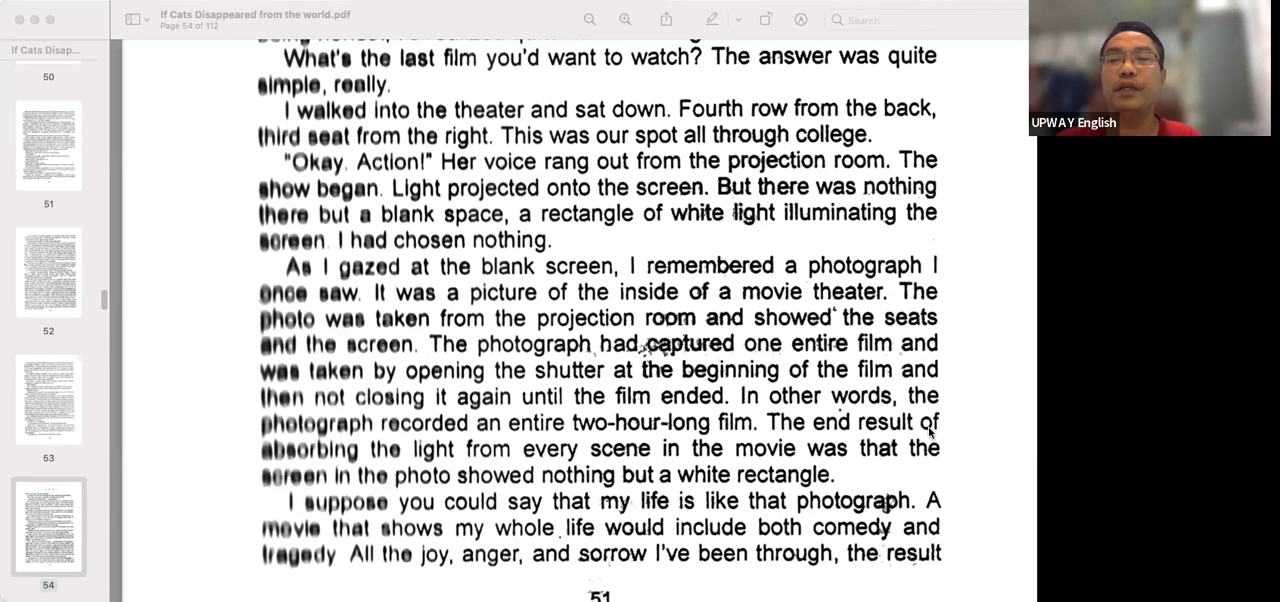 If Cats Disappeared from the world.pdf
Page 54 of 112
Search
If Cats Disap...
50
51
52
53
54
UPWAY English
What's the last film you'd want to watch? The answer was quite
simple, really.
I walked into the theater and sat down. Fourth row from the back,
third seat from the right. This was our spot all through college.
"Okay. Action!" Her voice rang out from the projection room. The
show began. Light projected onto the screen. But there was nothing
there but a blank space, a rectangle of white light illuminating the
screen. I had chosen nothing.
As I gazed at the blank screen, I remembered a photograph I
once saw. It was a picture of the inside of a movie theater. The
photo was taken from the projection room and showed the seats
and the screen. The photograph had captured one entire film and
was taken by opening the shutter at the beginning of the film and
then not closing it again until the film ended. In other words, the
photograph recorded an entire two-hour-long film. The end result of
absorbing the light from every scene in the movie was that the
screen in the photo showed nothing but a white rectangle.
I suppose you could say that my life is like that photograph. A
movie that shows my whole life would include both comedy and
tragedy All the joy, anger, and sorrow I've been through, the result
51